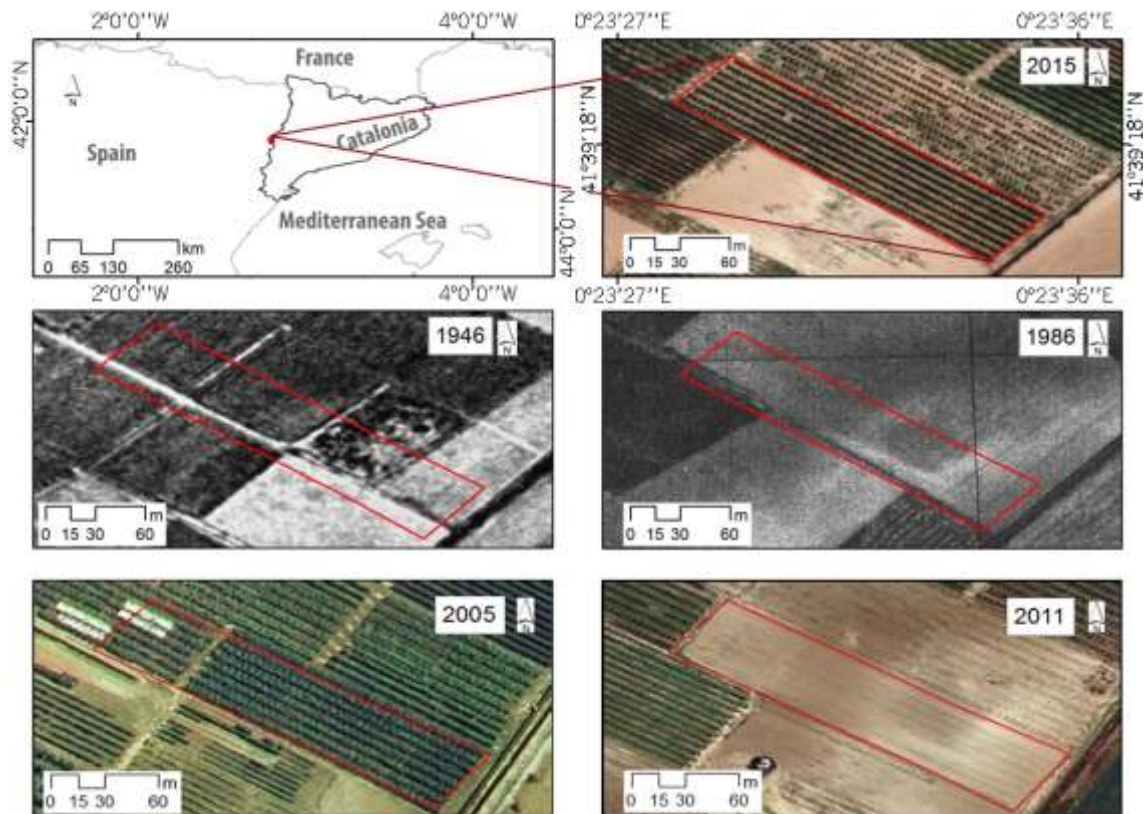 2°0'0''W
4°0'0''W
0°23'27''E
0°23'36''E
42°0'0''N
France
Catalonia
Spain
Mediterranean Sea
km
0 65 130 260
44°0'0''N
41°39'18''N
2015
41°39'18''N
m
0 15 30 60
2°0'0''W
4°0'0''W
0°23'27''E
0°23'36''E
1946
N
m
0 15 30 60
1986
N
m
0 15 30 60
2005
N
m
0 15 30 60
2011
N
m
0 15 30 60